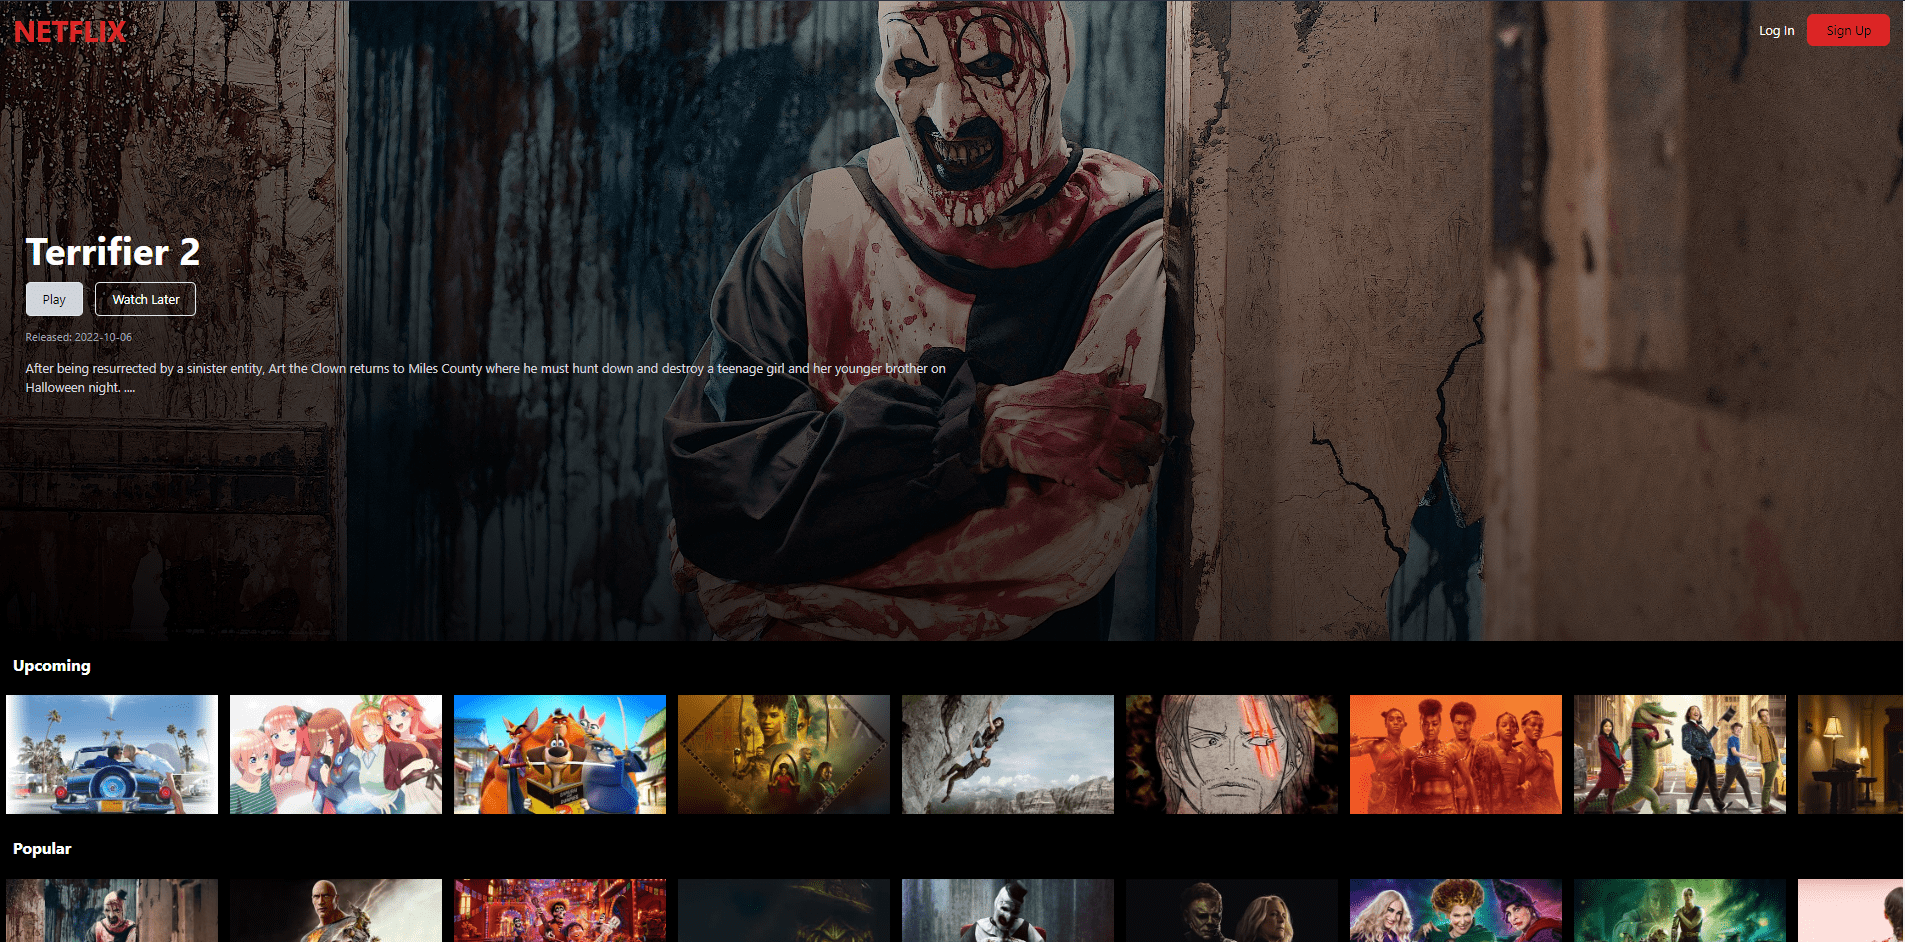 NETFLIX
Log In
Sign Up
Terrifier 2
Play
Watch Later
Released: 2022-10-06
After being resurrected by a sinister entity, Art the Clown returns to Miles County where he must hunt down and destroy a teenage girl and her younger brother on
Halloween night. ....
Upcoming
Popular